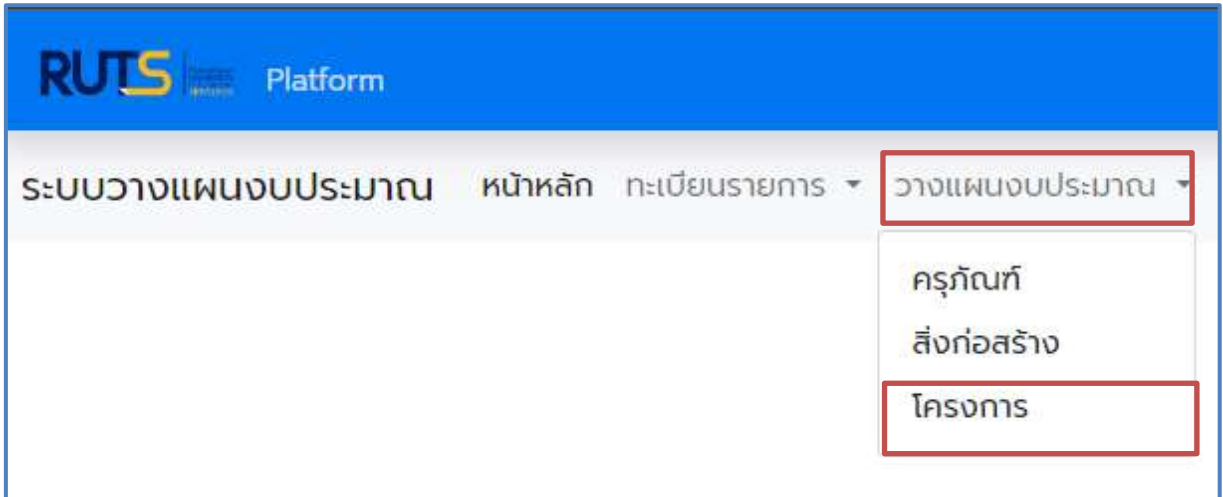 RUTS Platform
ระบบวางแผนงบประมาณ หน้าหลัก ทะเบียนรายการ วางแผนงบประมาณ
ครุภัณฑ์
สิ่งก่อสร้าง
โครงการ